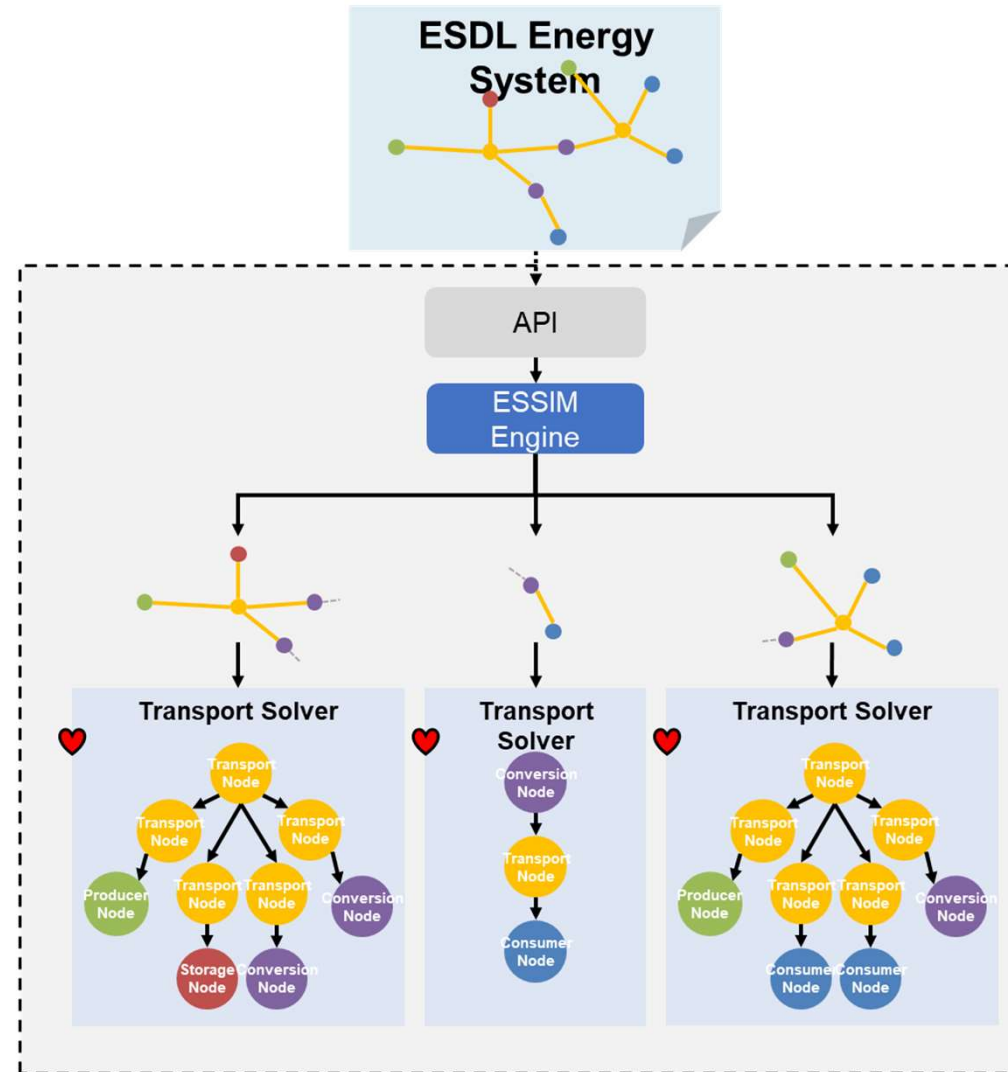 ESDL Energy
System
API
ESSIM
Engine
Transport Solver
Transport
Node
Transport
Node
Transport
Node
Producer
Node
Transport
Node
Transport
Node
Conversion
Node
Storage
Node
Conversion
Node
Transport
Solver
Conversion
Node
Transport
Node
Consumer
Node
Transport Solver
Transport
Node
Transport
Node
Transport
Node
Producer
Node
Transport
Node
Transport
Node
Conversion
Node
Consumer
Node
Consumer
Node